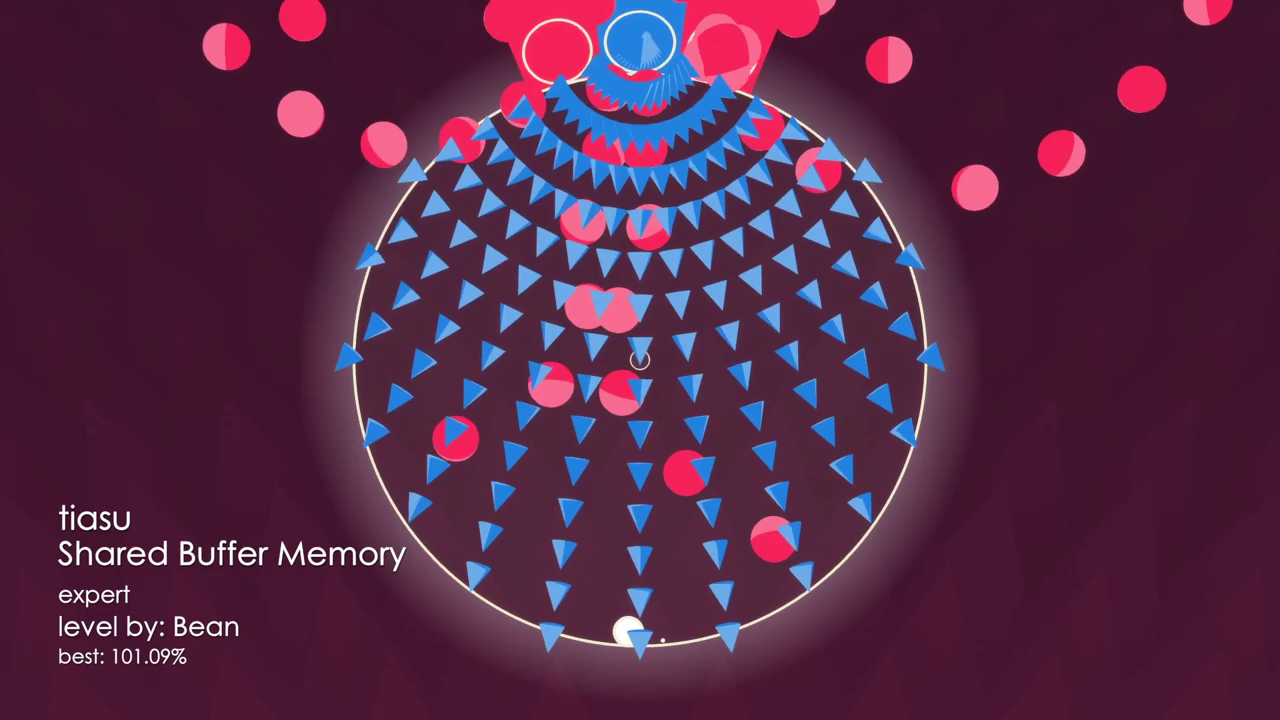 tiasu
Shared Buffer Memory
expert
level by: Bean
best: 101.09%